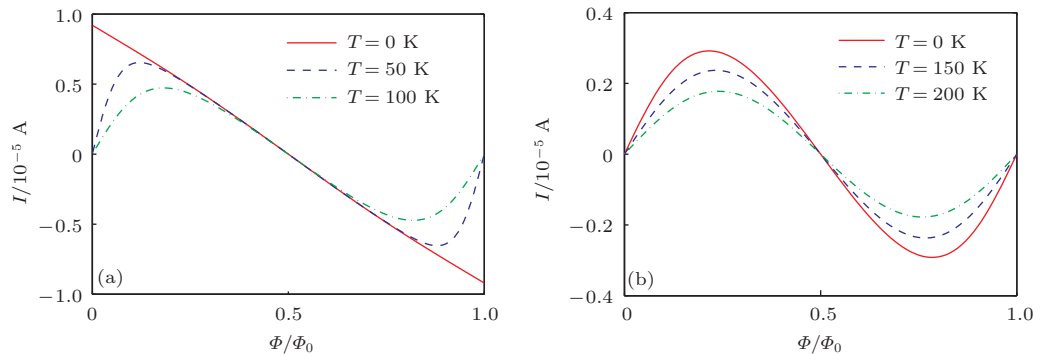 1.0
0.5
0
−0.5
−1.0
I/10⁻⁵ A
T = 0 K
T = 50 K
T = 100 K
(a)
0 0.5 1.0
Φ/Φ₀
0.4
0.2
0
−0.2
−0.4
I/10⁻⁵ A
T = 0 K
T = 150 K
T = 200 K
(b)
0 0.5 1.0
Φ/Φ₀